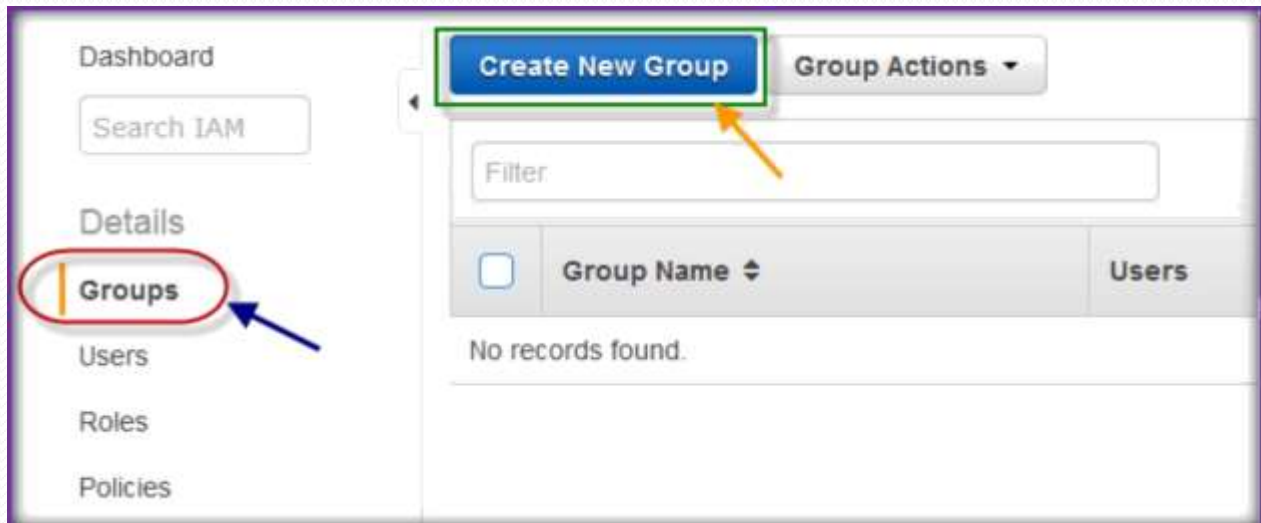 Dashboard
Search IAM
Details
Groups
Users
Roles
Policies
Create New Group
Group Actions
Filter
Group Name
Users
No records found.